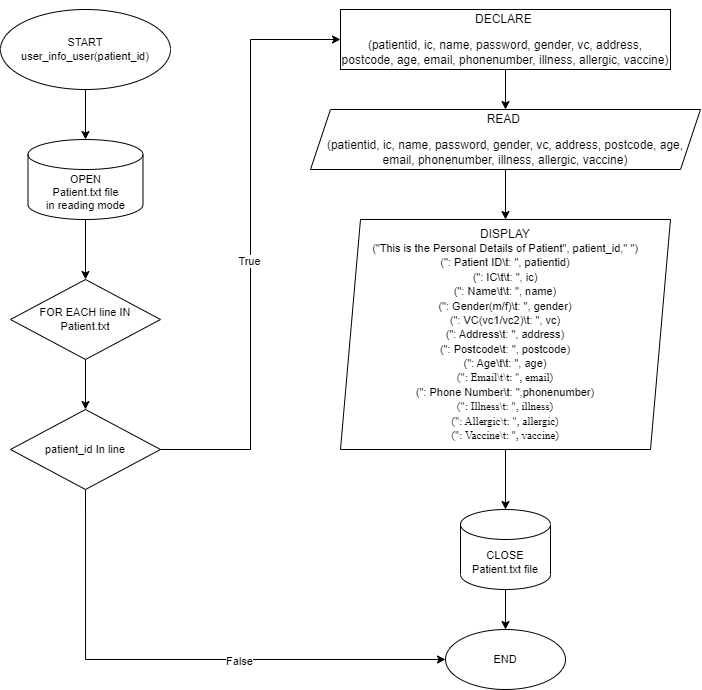 START
user_info_user(patient_id)
OPEN
Patient.txt file
in reading mode
FOR EACH line IN
Patient.txt
patient_id In line
True
False
DECLARE
(patientid, ic, name, password, gender, vc, address,
postcode, age, email, phonenumber, illness, allergic, vaccine)
READ
(patientid, ic, name, password, gender, vc, address, postcode, age,
email, phonenumber, illness, allergic, vaccine)
DISPLAY
("This is the Personal Details of Patient", patient_id," ")
(": Patient ID\t: ", patientid)
(": IC\t\t: ", ic)
(": Name\t\t: ", name)
(": Gender(m/f)\t: ", gender)
(": VC(vc1/vc2)\t: ", vc)
(": Address\t: ", address)
(": Postcode\t: ", postcode)
(": Age\t\t: ", age)
(": Email\t\t: ", email)
(": Phone Number\t: ",phonenumber)
(": Illness\t: ", illness)
(": Allergic\t: ", allergic)
(": Vaccine\t: ", vaccine)
CLOSE
Patient.txt file
END